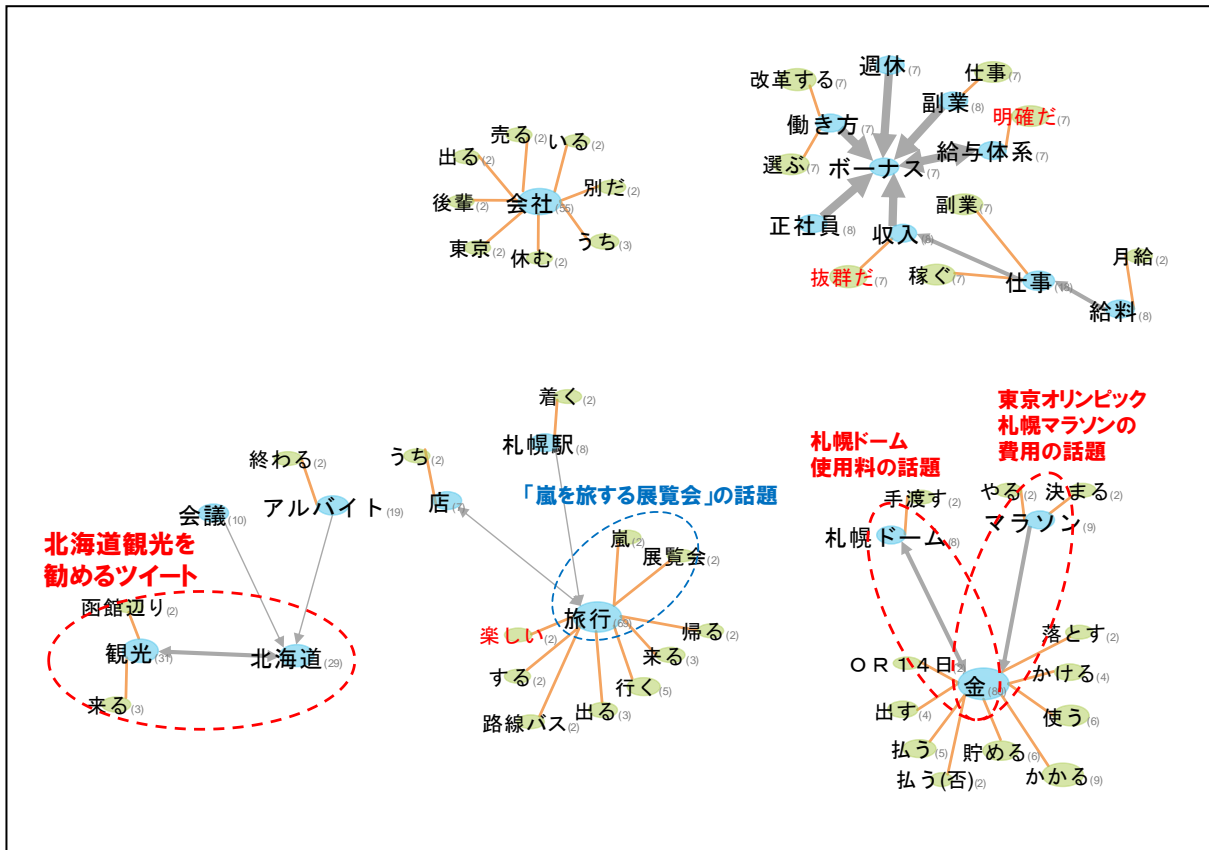 週休(7)
仕事(7)
改革する(7)
副業(8)
明確だ(7)
働き方(7)
給与体系(7)
選ぶ(7)
ボーナス(7)
副業(7)
正社員(8)
収入(8)
抜群だ(7)
稼ぐ(7)
仕事(19)
月給(2)
給料(8)
売る(2)
いる(2)
出る(2)
別だ(2)
後輩(2)
会社(55)
東京(2)
休む(2)
うち(3)
着く(2)
札幌駅(8)
うち(2)
店(7)
終わる(2)
アルバイト(19)
会議(10)
北海道観光を
勧めるツイート
函館辺り(2)
観光(31)
北海道(29)
来る(3)
「嵐を旅する展覧会」の話題
嵐(2)
展覧会(2)
旅行(69)
楽しい(2)
帰る(2)
する(2)
来る(3)
行く(5)
路線バス(2)
出る(3)
札幌ドーム
使用料の話題
東京オリンピック
札幌マラソンの
費用の話題
手渡す(2)
やる(2)
決まる(2)
札幌ドーム(8)
マラソン(9)
落とす(2)
OR14日(2)
金
かける(4)
出す(4)
使う(6)
払う(5)
貯める(6)
払う(否)(2)
かかる(9)